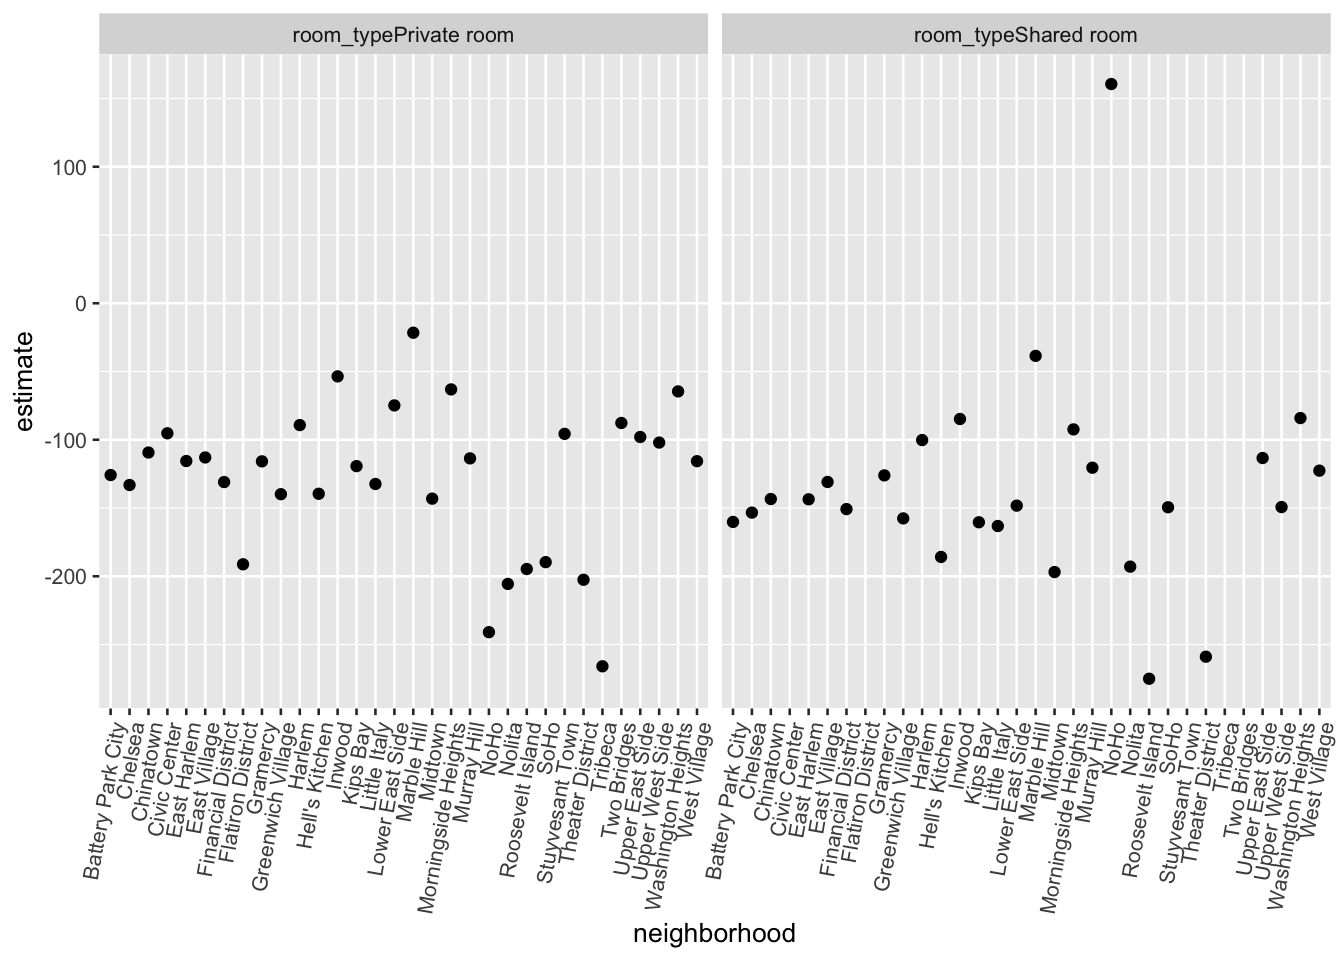 room_typePrivate room
room_typeShared room
100
0
-100
-200
estimate
Battery Park City
Chelsea
Chinatown
Civic Center
East Harlem
East Village
Financial District
Flatiron District
Gramercy
Greenwich Village
Harlem
Hell's Kitchen
Inwood
Kips Bay
Little Italy
Lower East Side
Marble Hill
Midtown
Morningside Heights
Murray Hill
NoHo
Nolita
Roosevelt Island
SoHo
Stuyvesant Town
Theater District
Tribeca
Two Bridges
Upper East Side
Upper West Side
Washington Heights
West Village
Battery Park City
Chelsea
Chinatown
Civic Center
East Harlem
East Village
Financial District
Flatiron District
Gramercy
Greenwich Village
Harlem
Hell's Kitchen
Inwood
Kips Bay
Little Italy
Lower East Side
Marble Hill
Midtown
Morningside Heights
Murray Hill
NoHo
Nolita
Roosevelt Island
SoHo
Stuyvesant Town
Theater District
Tribeca
Two Bridges
Upper East Side
Upper West Side
Washington Heights
West Village
neighborhood